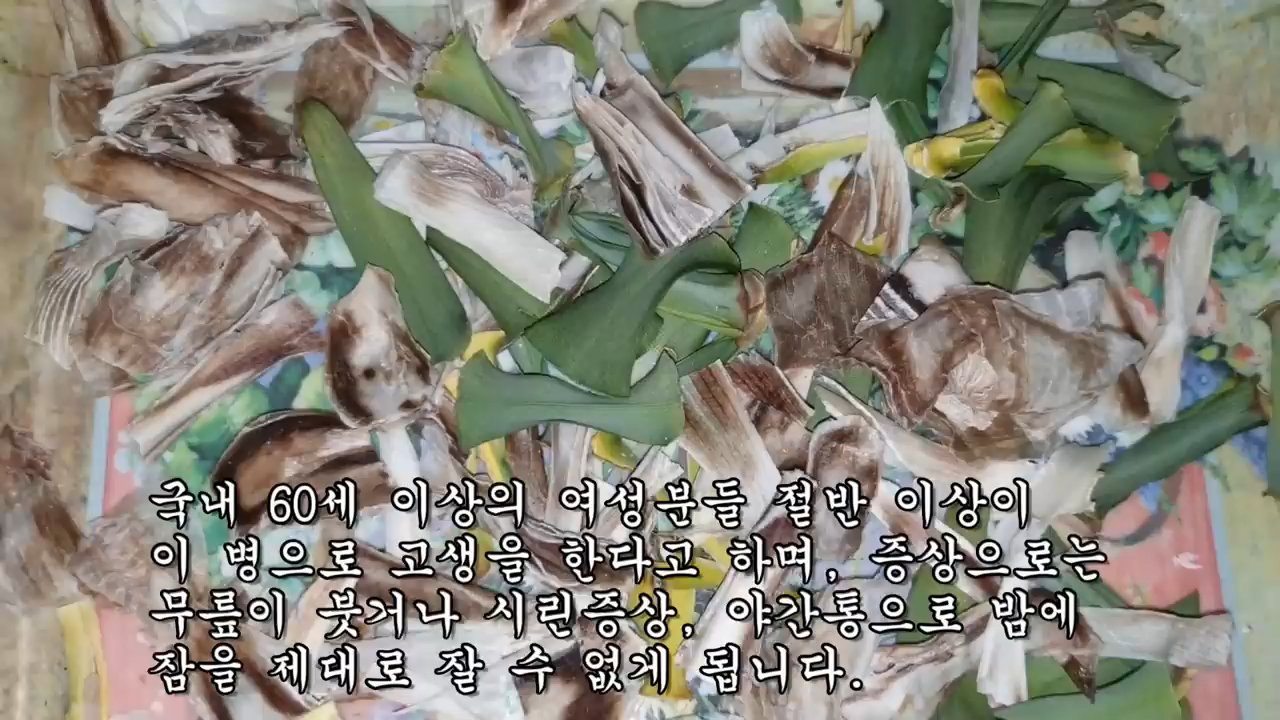 국내 60세 이상의 여성분들 절반 이상이
이 병으로 고생을 한다고 하며, 증상으로는
무릎이 붓거나 시린증상, 야간통으로 밤에
잠을 제대로 잘 수 없게 됩니다.